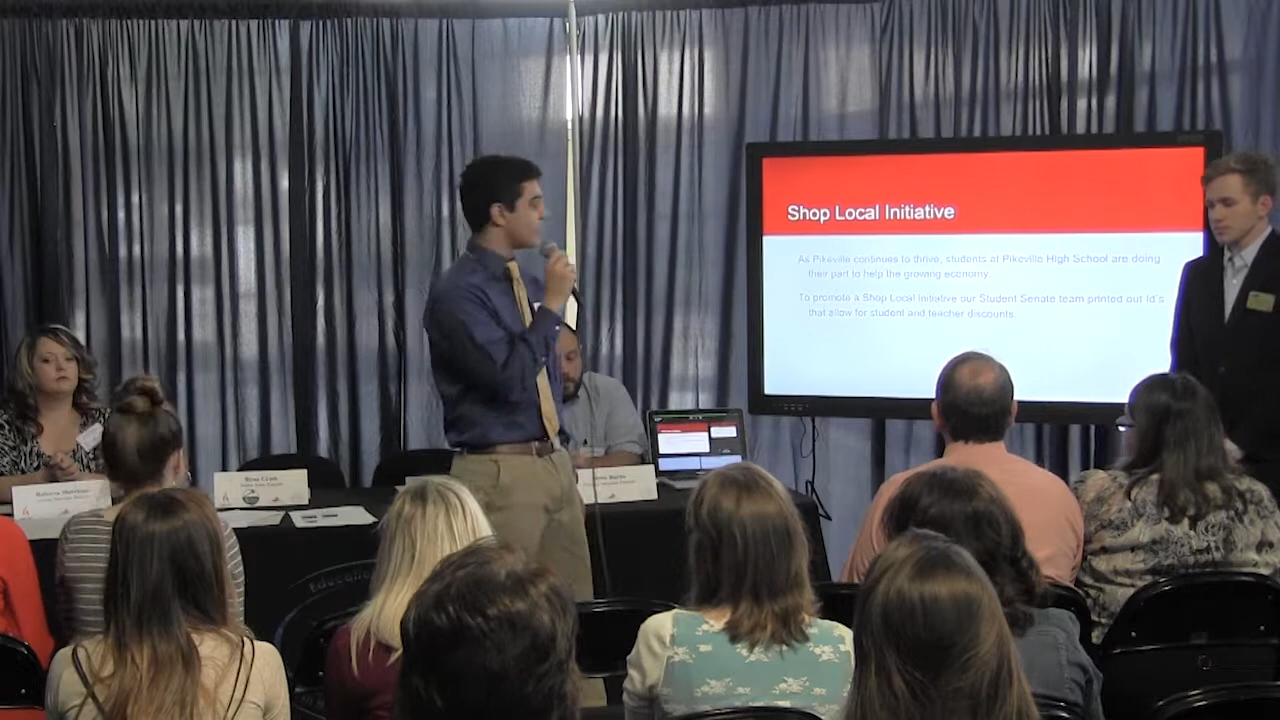 Shop Local Initiative
As Pikeville continues to thrive, students at Pikeville High School are doing
their part to help the growing economy.
To promote a Shop Local Initiative our Student Senate team printed out Id's
that allow for student and teacher discounts.
Education